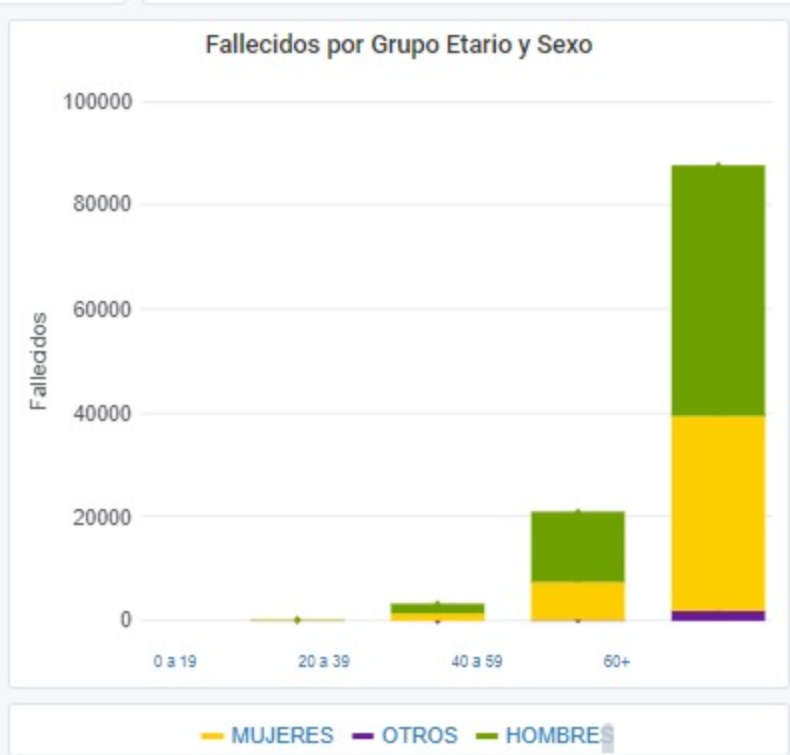 Fallecidos por Grupo Etario y Sexo
100000
80000
60000
40000
20000
0
Fallecidos
0 a 19
20 a 39
40 a 59
60+
MUJERES
OTROS
HOMBRES